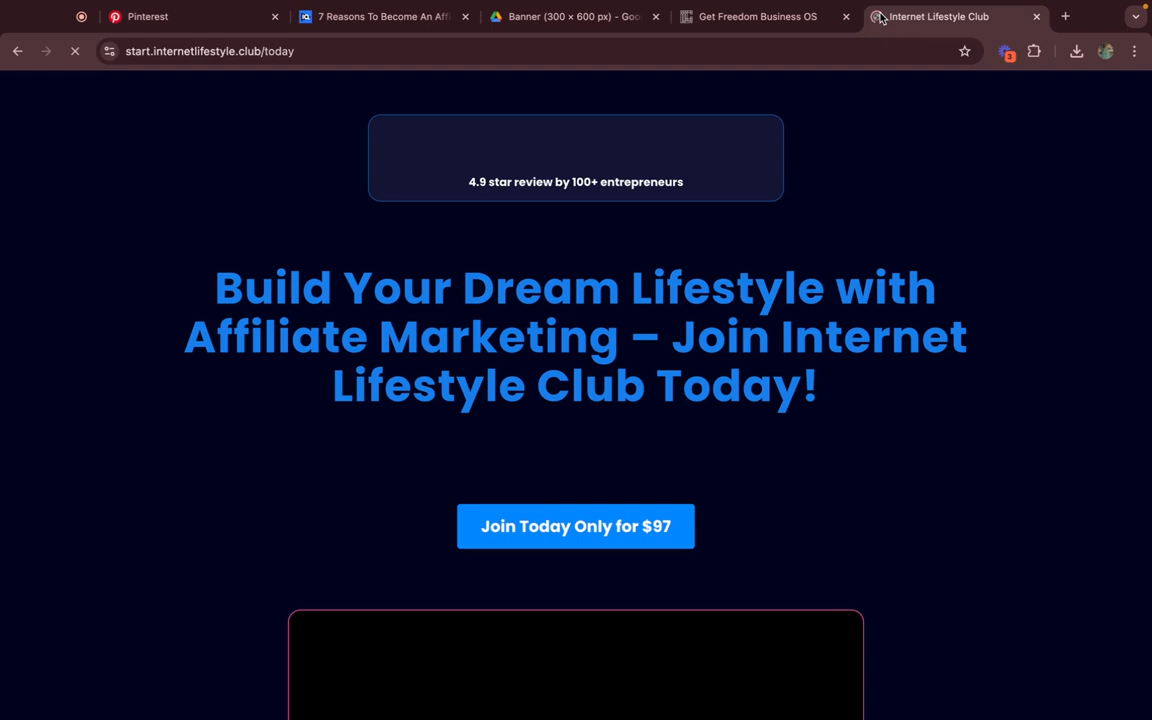 Pinterest
7 Reasons To Become An Affi
Banner (300 × 600 px) - Goo
Get Freedom Business OS
Internet Lifestyle Club
start.internetlifestyle.club/today
3
4.9 star review by 100+ entrepreneurs
Build Your Dream Lifestyle with
Affiliate Marketing – Join Internet
Lifestyle Club Today!
Join Today Only for $97